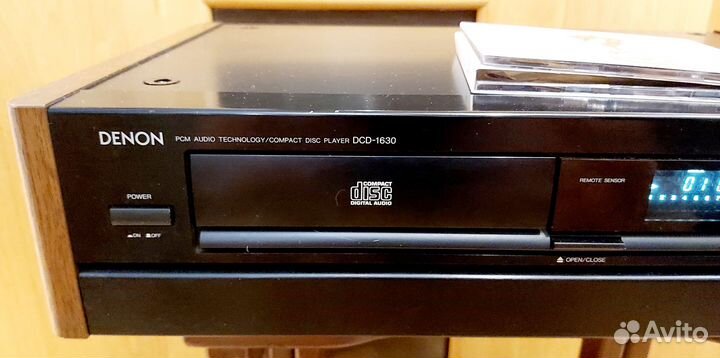 DENON PCM AUDIO TECHNOLOGY/COMPACT DISC PLAYER DCD-1630
POWER
ON OFF
COMPACT
disc
DIGITAL AUDIO
REMOTE SENSOR
01
OPEN/CLOSE
Avito